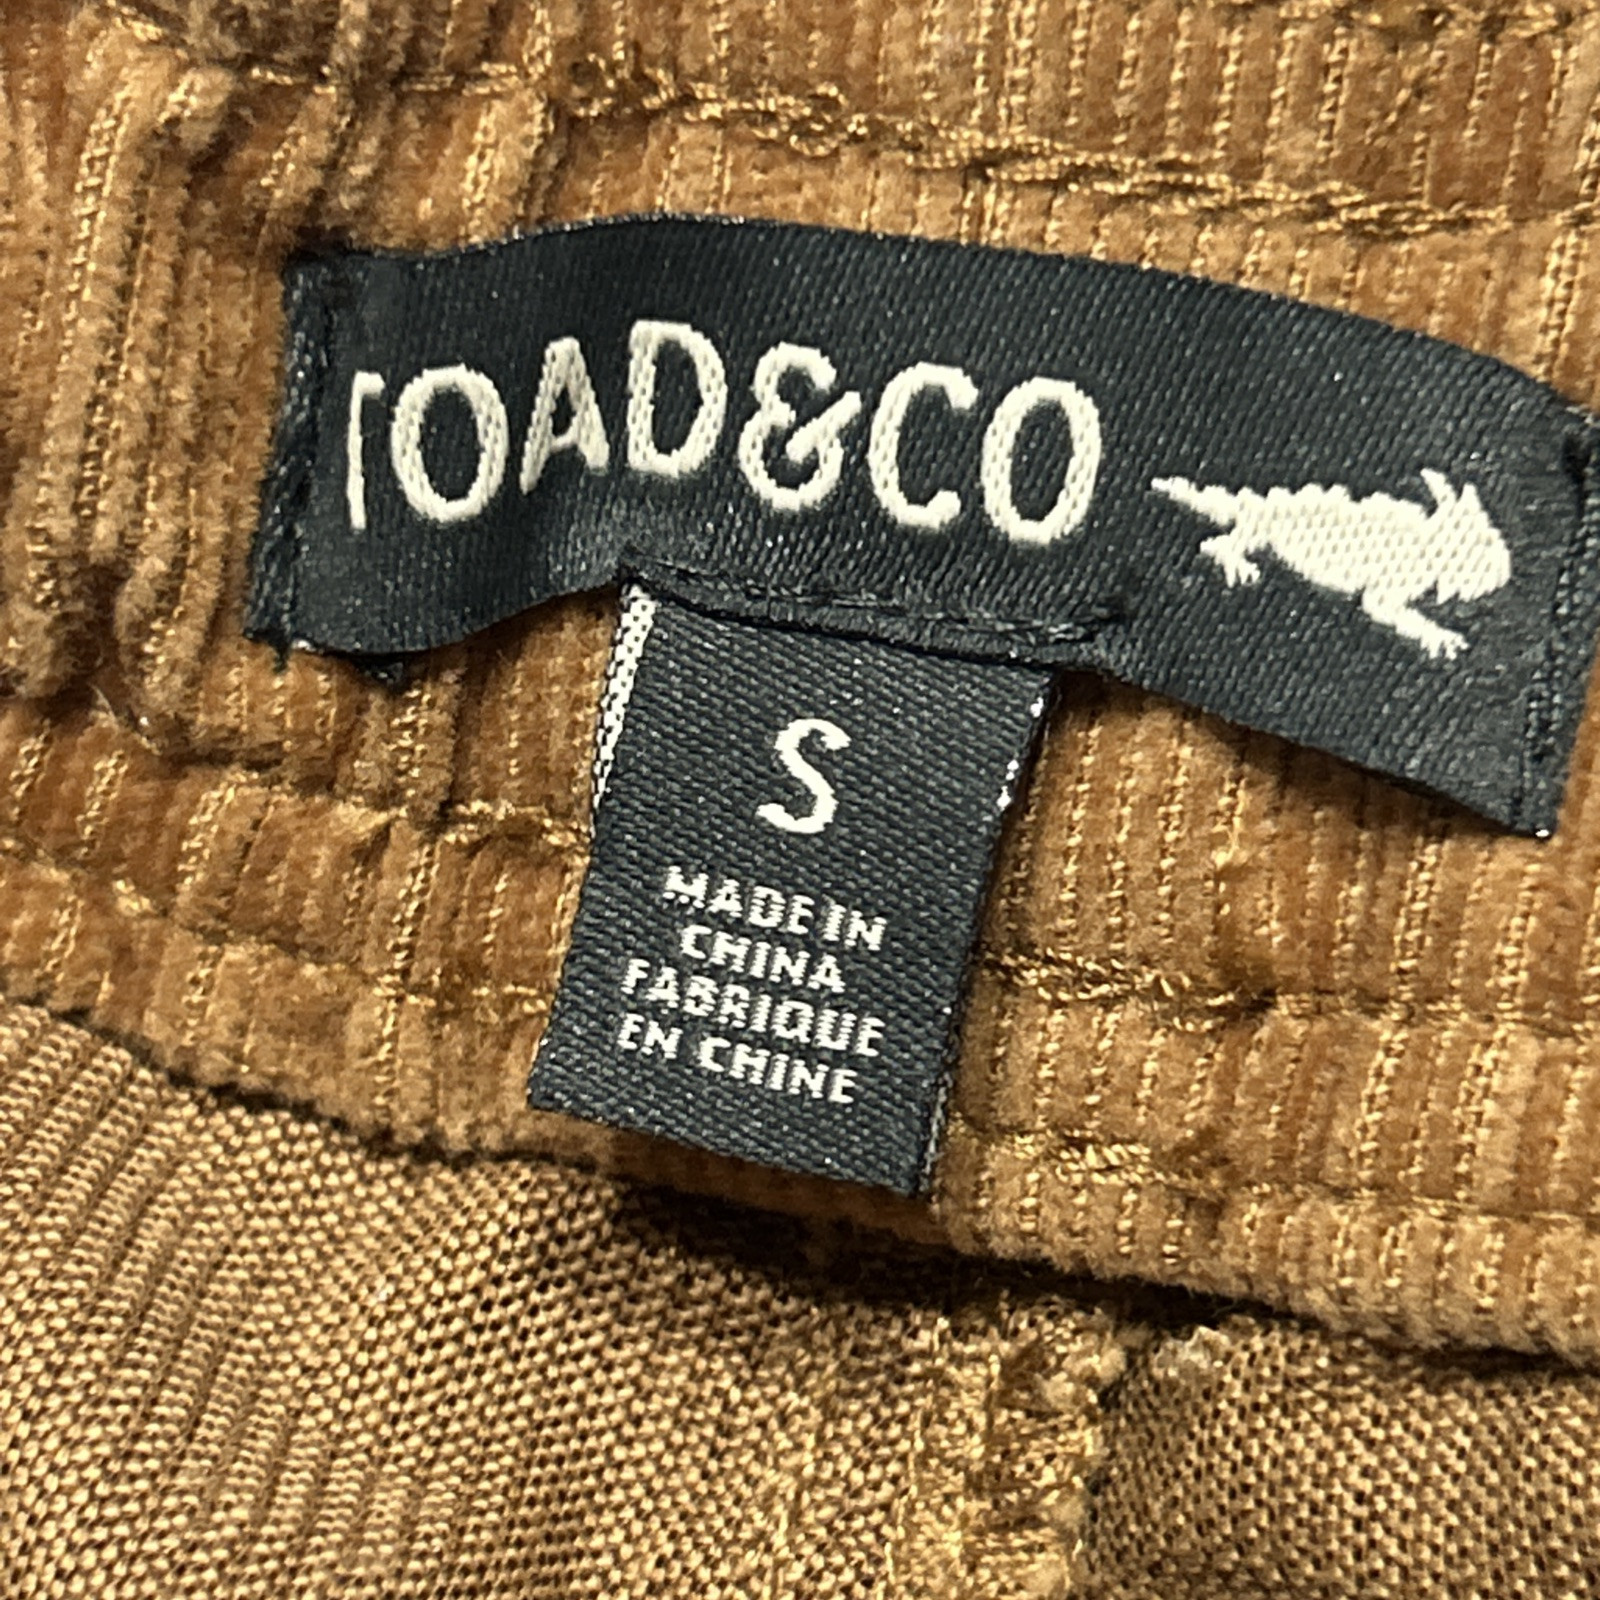 TOAD&CO
S
MADE IN
CHINA
FABRIQUE
EN CHINE